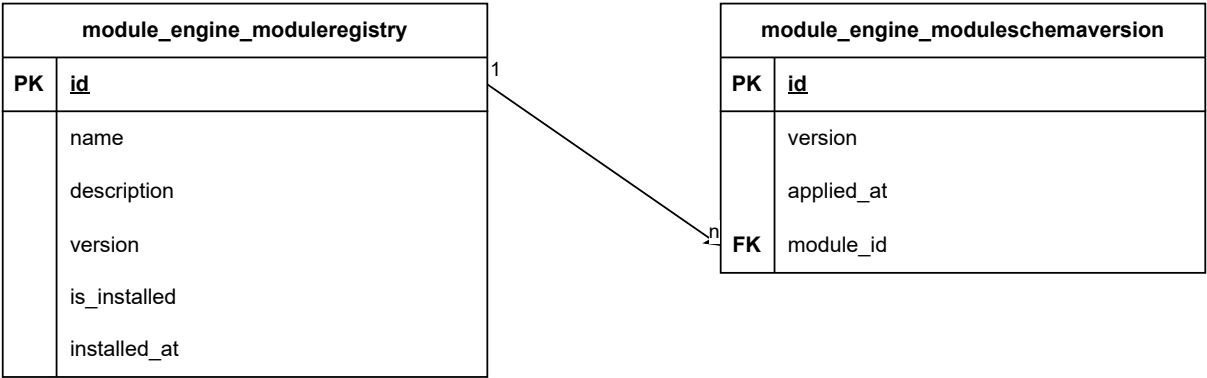 module_engine_moduleregistry
PK id
name
description
version
is_installed
installed_at
1
n
module_engine_moduleschemaversion
PK id
version
applied_at
FK module_id